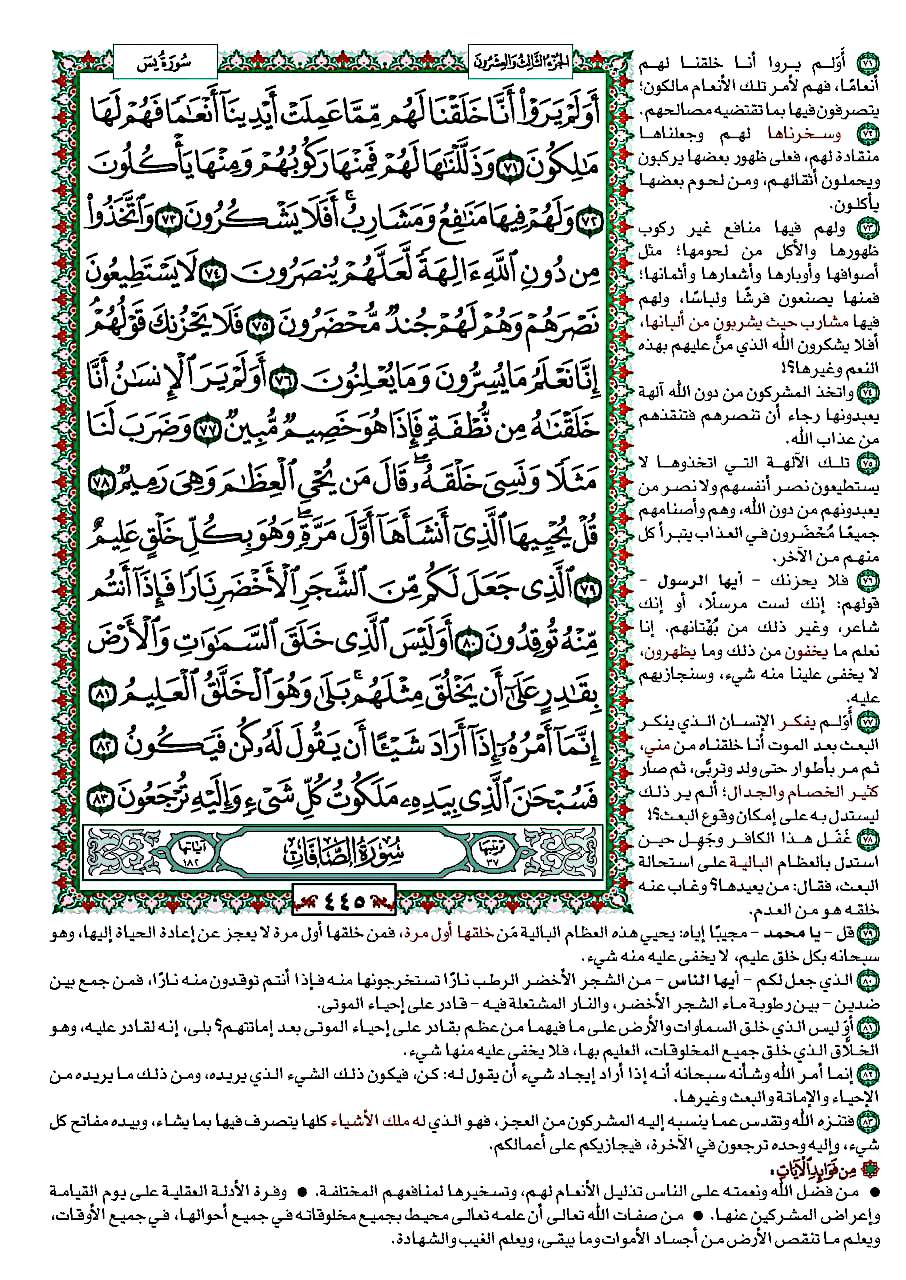 الجزء الثالث والعشرون
سورة يس
أَوَلَمْ يَرَوْا۟ أَنَّا خَلَقْنَا لَهُم مِّمَّا عَمِلَتْ أَيْدِينَآ أَنْعَٰمًا فَهُمْ لَهَا
مَٰلِكُونَ ٧١ وَذَلَّلْنَٰهَا لَهُمْ فَمِنْهَا رَكُوبُهُمْ وَمِنْهَا يَأْكُلُونَ
٧٢ وَلَهُمْ فِيهَا مَنَٰفِعُ وَمَشَارِبُ ۖ أَفَلَا يَشْكُرُونَ ٧٣ وَٱتَّخَذُوا۟
مِن دُونِ ٱللَّهِ ءَالِهَةً لَّعَلَّهُمْ يُنصَرُونَ ٧٤ لَا يَسْتَطِيعُونَ
نَصْرَهُمْ وَهُمْ لَهُمْ جُندٌ مُّحْضَرُونَ ٧٥ فَلَا يَحْزُنكَ قَوْلُهُمْ
إِنَّا نَعْلَمُ مَا يُسِرُّونَ وَمَا يُعْلِنُونَ ٧٦ أَوَلَمْ يَرَ ٱلْإِنسَٰنُ أَنَّا
خَلَقْنَٰهُ مِن نُّطْفَةٍ فَإِذَا هُوَ خَصِيمٌ مُّبِينٌ ٧٧ وَضَرَبَ لَنَا
مَثَلًا وَنَسِىَ خَلْقَهُۥ ۖ قَالَ مَن يُحْىِ ٱلْعِظَٰمَ وَهِىَ رَمِيمٌ ٧٨
قُلْ يُحْيِيهَا ٱلَّذِىٓ أَنشَأَهَآ أَوَّلَ مَرَّةٍ ۖ وَهُوَ بِكُلِّ خَلْقٍ عَلِيمٌ
٧٩ ٱلَّذِى جَعَلَ لَكُم مِّنَ ٱلشَّجَرِ ٱلْأَخْضَرِ نَارًا فَإِذَآ أَنتُم
مِّنْهُ تُوقِدُونَ ٨٠ أَوَلَيْسَ ٱلَّذِى خَلَقَ ٱلسَّمَٰوَٰتِ وَٱلْأَرْضَ
بِقَٰدِرٍ عَلَىٰٓ أَن يَخْلُقَ مِثْلَهُم ۚ بَلَىٰ وَهُوَ ٱلْخَلَّٰقُ ٱلْعَلِيمُ ٨١
إِنَّمَآ أَمْرُهُۥٓ إِذَآ أَرَادَ شَيْـًٔا أَن يَقُولَ لَهُۥ كُن فَيَكُونُ ٨٢
فَسُبْحَٰنَ ٱلَّذِى بِيَدِهِۦ مَلَكُوتُ كُلِّ شَىْءٍ وَإِلَيْهِ تُرْجَعُونَ ٨٣
ترتيبها ٣٧ سورة الصافات آياتها ١٨٢
٤٤٥
٧١ أَوَلم يروا أنا خلقنا لهم
أنعامًا، فهم لأمر تلك الأنعام مالكون؛
يتصرفون فيها بما تقتضيه مصالحهم.
٧٢ وسخرناها لهم وجعلناها
منقادة لهم، فعلى ظهور بعضها يركبون
ويحملون أثقالهم، ومن لحوم بعضها
يأكلون.
٧٣ ولهم فيها منافع غير ركوب
ظهورها والأكل من لحومها؛ مثل
أصوافها وأوبارها وأشعارها وأثمانها؛
فمنها يصنعون فرشًا ولباسًا، ولهم
فيها مشارب حيث يشربون من ألبانها،
أفلا يشكرون الله الذي منَّ عليهم بهذه
النعم وغيرها؟!
٧٤ واتخذ المشركون من دون الله آلهة
يعبدونها رجاء أن تنصرهم فتنقذهم
من عذاب الله.
٧٥ تلك الآلهة التي اتخذوها لا
يستطيعون نصر أنفسهم ولا نصر من
يعبدونهم من دون الله، وهم وأصنامهم
جميعًا مُحْضَرون في العذاب يتبرأ كل
منهم من الآخر.
٧٦ فلا يحزنك – أيها الرسول –
قولهم: إنك لست مرسلًا، أو إنك
شاعر، وغير ذلك من بُهْتانهم. إنا
نعلم ما يخفون من ذلك وما يظهرون،
لا يخفى علينا منه شيء، وسنجازيهم
عليه.
٧٧ أَوَلم يفكر الإنسان الذي ينكر
البعث بعد الموت أنا خلقناه من مني،
ثم مر بأطوار حتى ولد وتربَّى، ثم صار
كثير الخصام والجدال؛ ألم ير ذلك
ليستدل به على إمكان وقوع البعث؟!
٧٨ غَفَل هذا الكافر وجَهِل حين
استدل بالعظام البالية على استحالة
البعث، فقال: من يعيدها؟ وغاب عنه
خلقه هو من العدم.
٧٩ قل – يا محمد – مجيبًا إياه: يحيي هذه العظام البالية مَن خلقها أول مرة، فمن خلقها أول مرة لا يعجز عن إعادة الحياة إليها، وهو
سبحانه بكل خلق عليم، لا يخفى عليه منه شيء.
٨٠ الذي جعل لكم – أيها الناس – من الشجر الأخضر الرطب نارًا تستخرجونها منه فإذا أنتم توقدون منه نارًا، فمن جمع بين
ضدين – بين رطوبة ماء الشجر الأخضر، والنار المشتعلة فيه – قادر على إحياء الموتى.
٨١ أوَ ليس الذي خلق السماوات والأرض على ما فيهما من عظم بقادر على إحياء الموتى بعد إماتتهم؟ بلى، إنه لقادر عليه، وهو
الخلَّاق الذي خلق جميع المخلوقات، العليم بها، فلا يخفى عليه منها شيء.
٨٢ إنما أمر الله وشأنه سبحانه أنه إذا أراد إيجاد شيء أن يقول له: كن، فيكون ذلك الشيء الذي يريده، ومن ذلك ما يريده من
الإحياء والإماتة والبعث وغيرها.
٨٣ فتنزه الله وتقدس عما ينسبه إليه المشركون من العجز، فهو الذي له ملك الأشياء كلها يتصرف فيها بما يشاء، وبيده مفاتح كل
شيء، وإليه وحده ترجعون في الآخرة، فيجازيكم على أعمالكم.
من فوائد الآيات:
● من فضل الله ونعمته على الناس تذليل الأنعام لهم، وتسخيرها لمنافعهم المختلفة. ● وفرة الأدلة العقلية على يوم القيامة
وإعراض المشركين عنها. ● من صفات الله تعالى أن علمه تعالى محيط بجميع مخلوقاته في جميع أحوالها، في جميع الأوقات،
ويعلم ما تنقص الأرض من أجساد الأموات وما يبقى، ويعلم الغيب والشهادة.